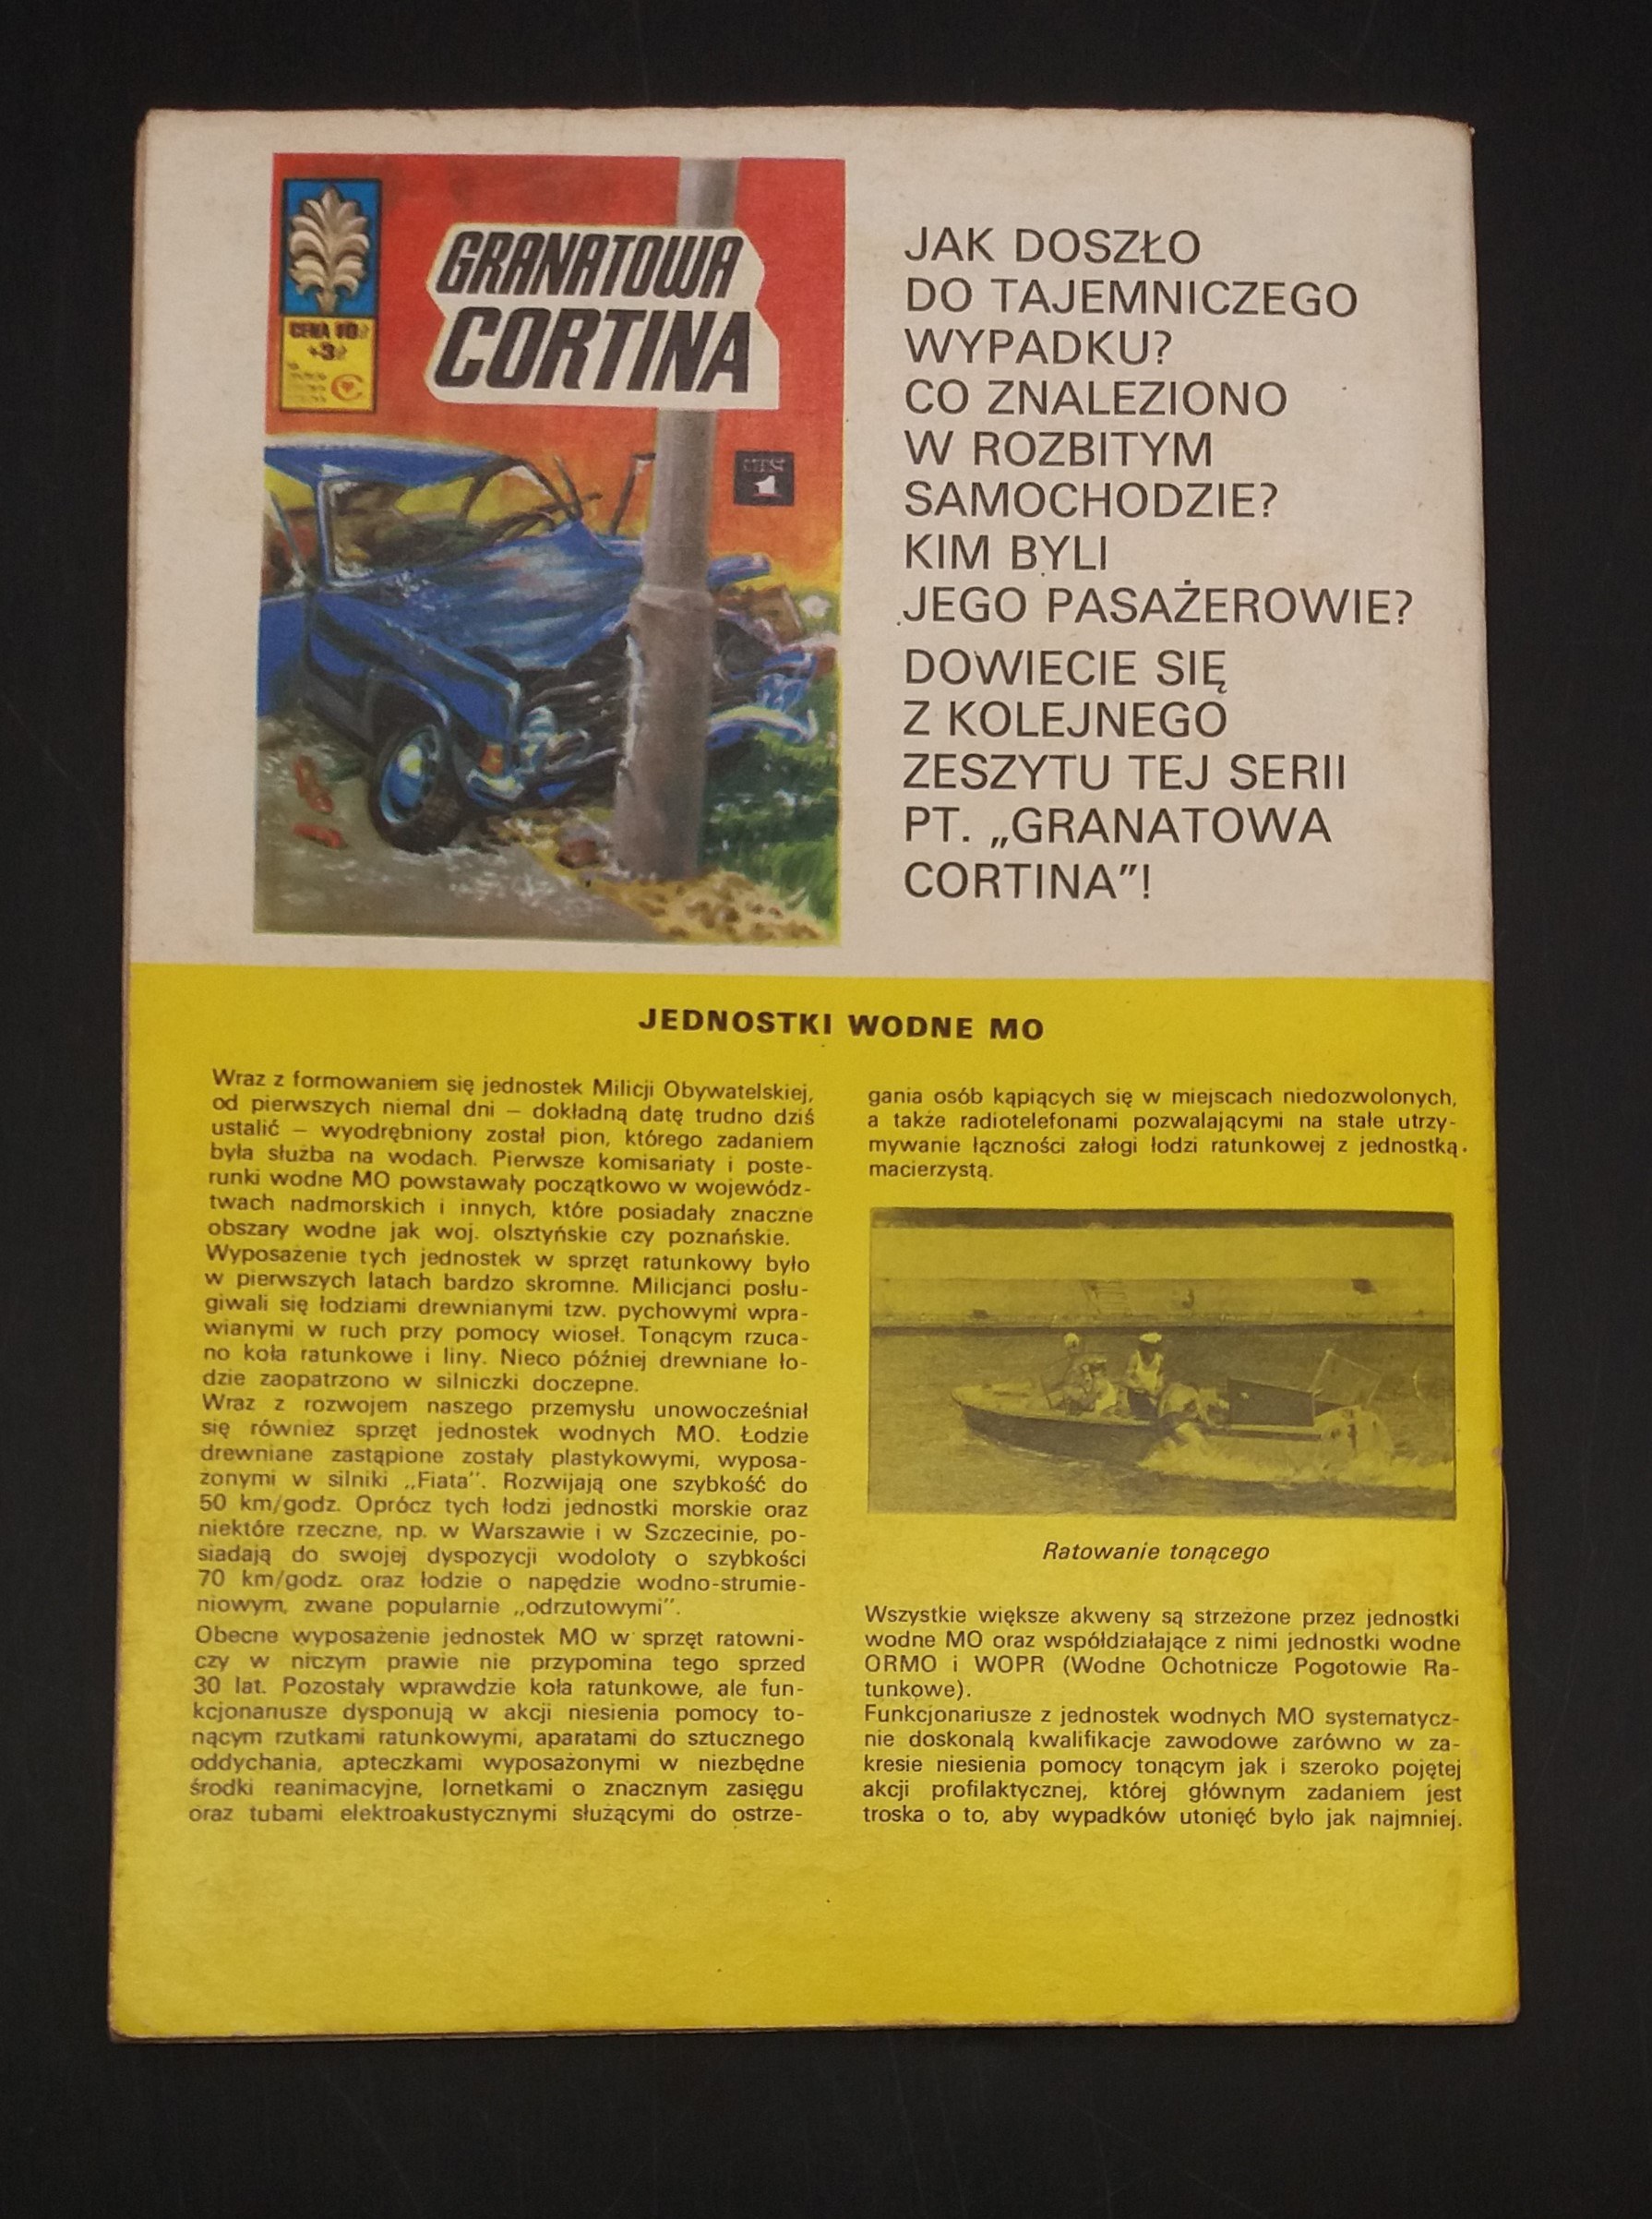 GRANATOWA
CORTINA
CENA 10 zł
+3 zł
CZĘŚĆ
1
JAK DOSZŁO
DO TAJEMNICZEGO
WYPADKU?
CO ZNALEZIONO
W ROZBITYM
SAMOCHODZIE?
KIM BYLI
JEGO PASAŻEROWIE?
DOWIECIE SIĘ
Z KOLEJNEGO
ZESZYTU TEJ SERII
PT. „GRANATOWA
CORTINA”!
JEDNOSTKI WODNE MO
Wraz z formowaniem się jednostek Milicji Obywatelskiej,
od pierwszych niemal dni – dokładną datę trudno dziś
ustalić – wyodrębniony został pion, którego zadaniem
była służba na wodach. Pierwsze komisariaty i poste-
runki wodne MO powstawały początkowo w wojewódz-
twach nadmorskich i innych, które posiadały znaczne
obszary wodne jak woj. olsztyńskie czy poznańskie.
Wyposażenie tych jednostek w sprzęt ratunkowy było
w pierwszych latach bardzo skromne. Milicjanci posłu-
giwali się łodziami drewnianymi tzw. pychowymi wpra-
wianymi w ruch przy pomocy wioseł. Tonącym rzuca-
no koła ratunkowe i liny. Nieco później drewniane ło-
dzie zaopatrzono w silniczki doczepne.
Wraz z rozwojem naszego przemysłu unowocześniał
się również sprzęt jednostek wodnych MO. Łodzie
drewniane zastąpione zostały plastykowymi, wyposa-
żonymi w silniki „Fiata”. Rozwijają one szybkość do
50 km/godz. Oprócz tych łodzi jednostki morskie oraz
niektóre rzeczne, np. w Warszawie i w Szczecinie, po-
siadają do swojej dyspozycji wodoloty o szybkości
70 km/godz. oraz łodzie o napędzie wodno-strumie-
niowym, zwane popularnie „odrzutowymi”.
Obecne wyposażenie jednostek MO w sprzęt ratowni-
czy w niczym prawie nie przypomina tego sprzed
30 lat. Pozostały wprawdzie koła ratunkowe, ale fun-
kcjonariusze dysponują w akcji niesienia pomocy to-
nącym rzutkami ratunkowymi, aparatami do sztucznego
oddychania, apteczkami wyposażonymi w niezbędne
środki reanimacyjne, lornetkami o znacznym zasięgu
oraz tubami elektroakustycznymi służącymi do ostrze-
gania osób kąpiących się w miejscach niedozwolonych,
a także radiotelefonami pozwalającymi na stałe utrzy-
mywanie łączności załogi łodzi ratunkowej z jednostką
macierzystą.
Ratowanie tonącego
Wszystkie większe akweny są strzeżone przez jednostki
wodne MO oraz współdziałające z nimi jednostki wodne
ORMO i WOPR (Wodne Ochotnicze Pogotowie Ra-
tunkowe).
Funkcjonariusze z jednostek wodnych MO systematycz-
nie doskonalą kwalifikacje zawodowe zarówno w za-
kresie niesienia pomocy tonącym jak i szeroko pojętej
akcji profilaktycznej, której głównym zadaniem jest
troska o to, aby wypadków utonięć było jak najmniej.